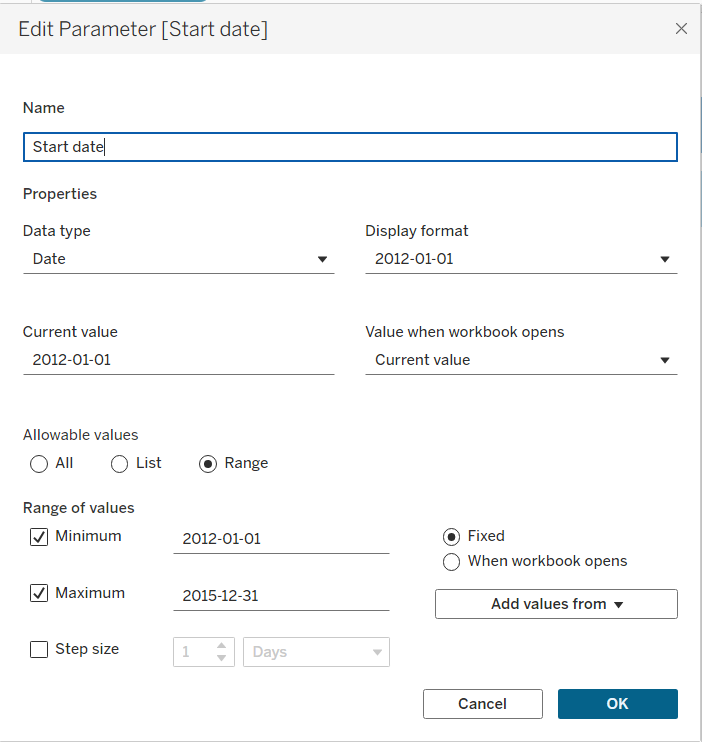 Edit Parameter [Start date]
Name
Start date
Properties
Data type
Display format
Date
2012-01-01
Current value
Value when workbook opens
2012-01-01
Current value
Allowable values
All
List
Range
Range of values
Minimum
2012-01-01
Fixed
When workbook opens
Maximum
2015-12-31
Add values from
Step size
1
Days
Cancel
OK